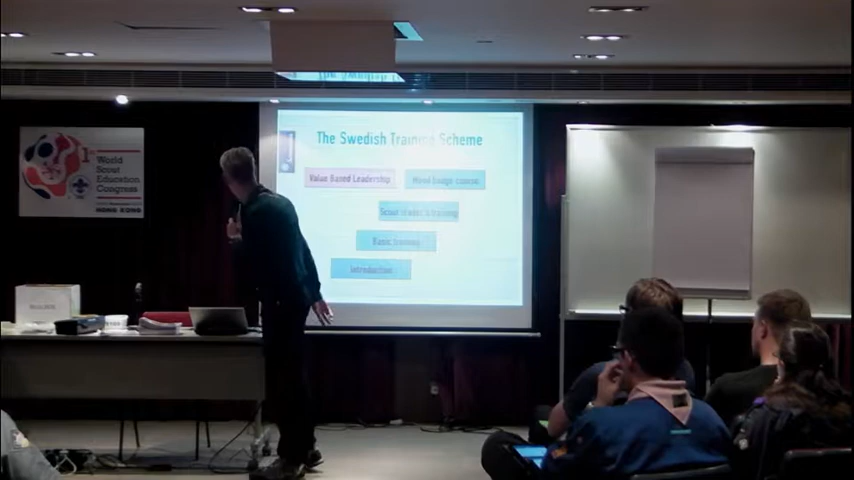 The Swedish Training Scheme
Value Based Leadership
Wood badge course
Scout leader's training
Basic training
Introduction
1st
World
Scout
Education
Congress
HONG KONG